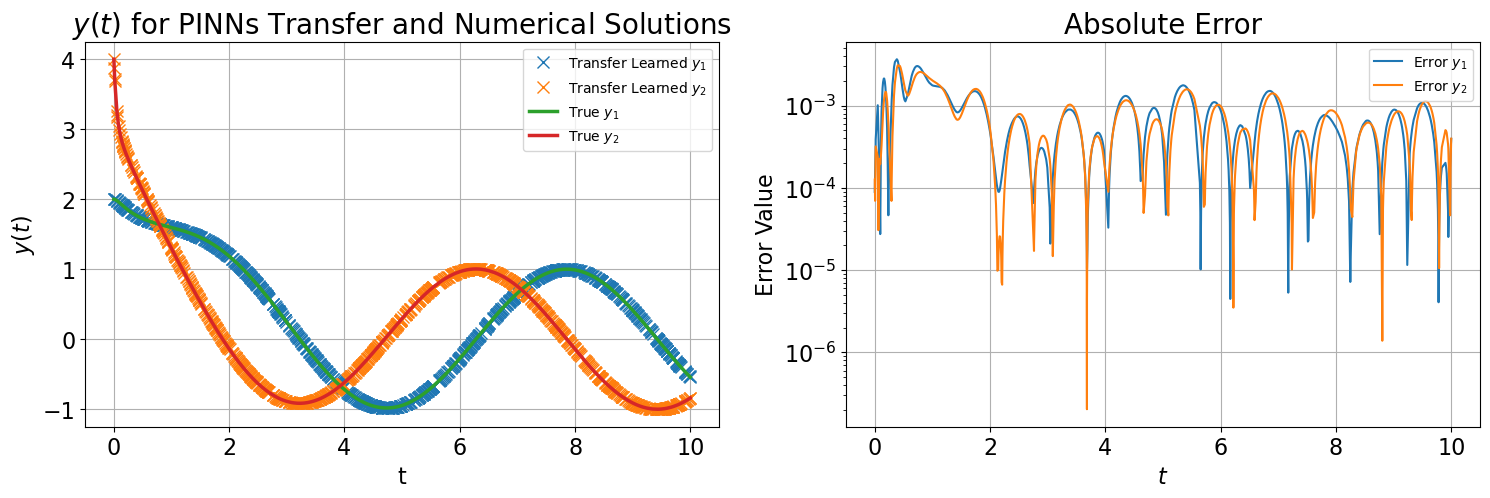 y(t) for PINNs Transfer and Numerical Solutions
Transfer Learned y₁
Transfer Learned y₂
True y₁
True y₂
y(t)
4
3
2
1
0
−1
0 2 4 6 8 10
t
Absolute Error
Error y₁
Error y₂
Error Value
10⁻³
10⁻⁴
10⁻⁵
10⁻⁶
0 2 4 6 8 10
t